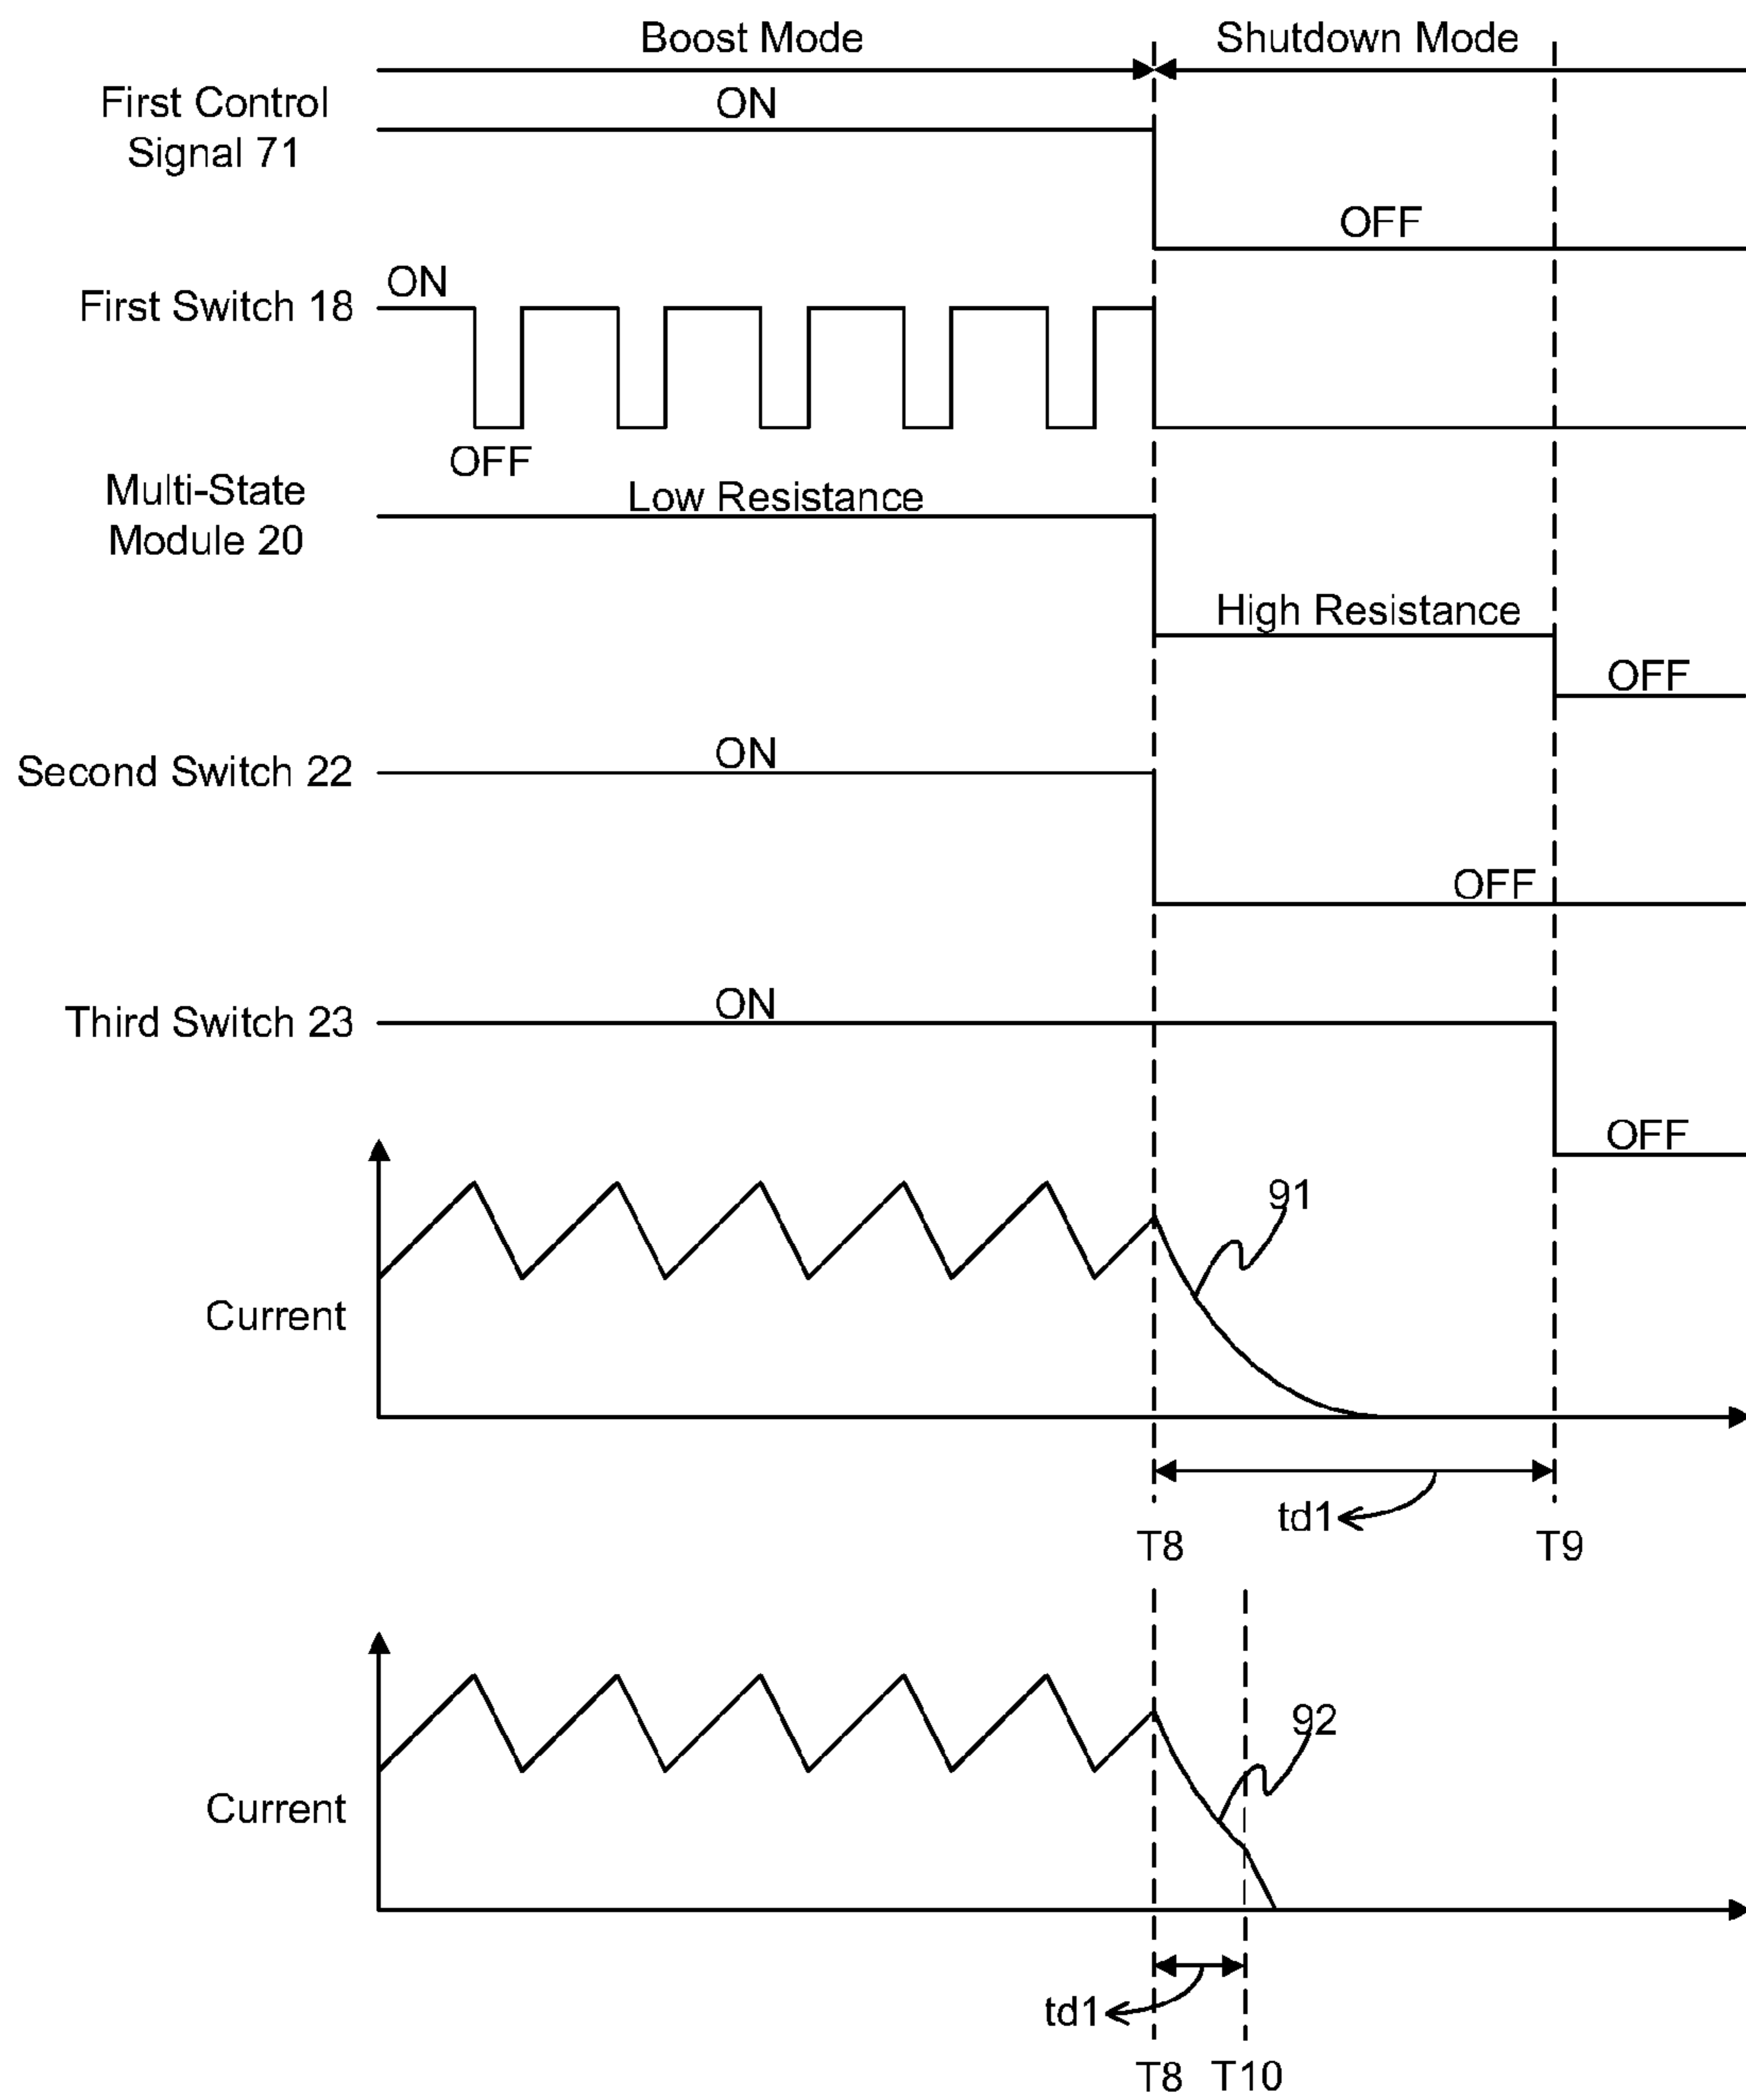 Boost Mode
Shutdown Mode
First Control
Signal 71
ON
OFF
First Switch 18
ON
OFF
Multi-State
Module 20
Low Resistance
High Resistance
OFF
Second Switch 22
ON
OFF
Third Switch 23
ON
OFF
Current
91
td1
T8
T9
Current
92
td1
T8
T10